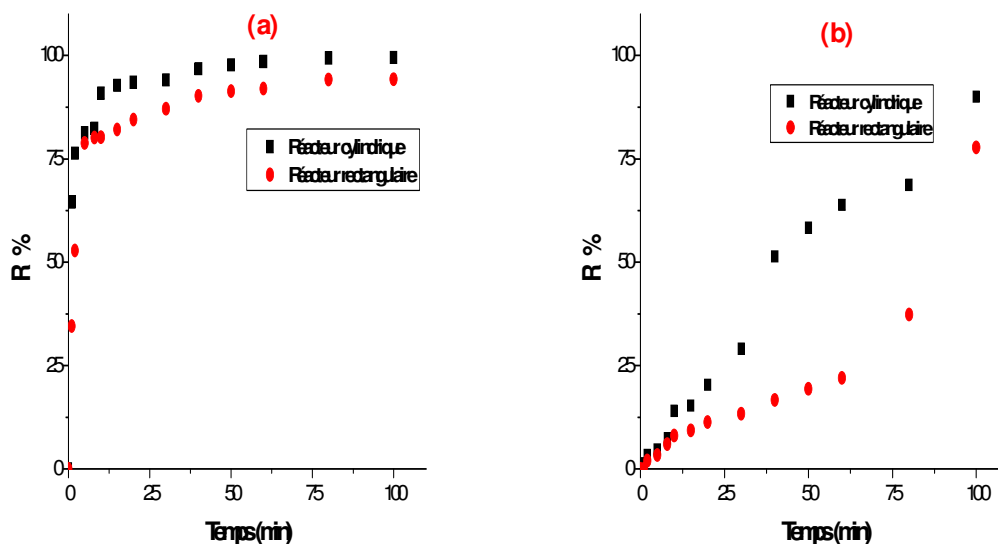 (a)
100
75
50
25
0
R %
Réacteur cylindrique
Réacteur rectangulaire
0 25 50 75 100
Temps (min)
(b)
100
75
50
25
0
R %
Réacteur cylindrique
Réacteur rectangulaire
0 25 50 75 100
Temps (min)